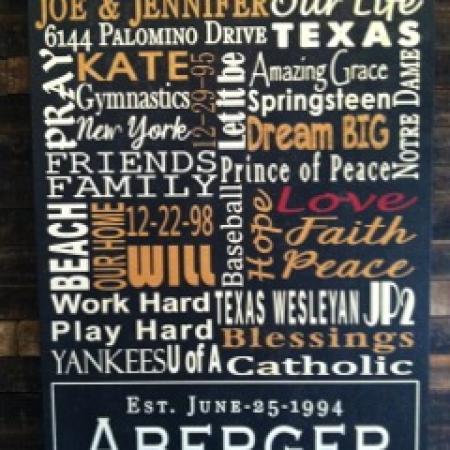 JOE & JENNIFER Our Life
6144 PALOMINO DRIVE TEXAS
PRAY
KATE
12-29-95
Let it be
Amazing Grace
NOTRE DAME
Gymnastics
Springsteen
New York
Dream BIG
FRIENDS
Prince of Peace
FAMILY
BEACH
OUR HOME
12-22-98
WILL
Baseball
Hope
Love
Faith
Peace
Work Hard
TEXAS WESLEYAN JP2
Play Hard
Blessings
YANKEES U of A Catholic
EST. JUNE-25-1994
ABERGER